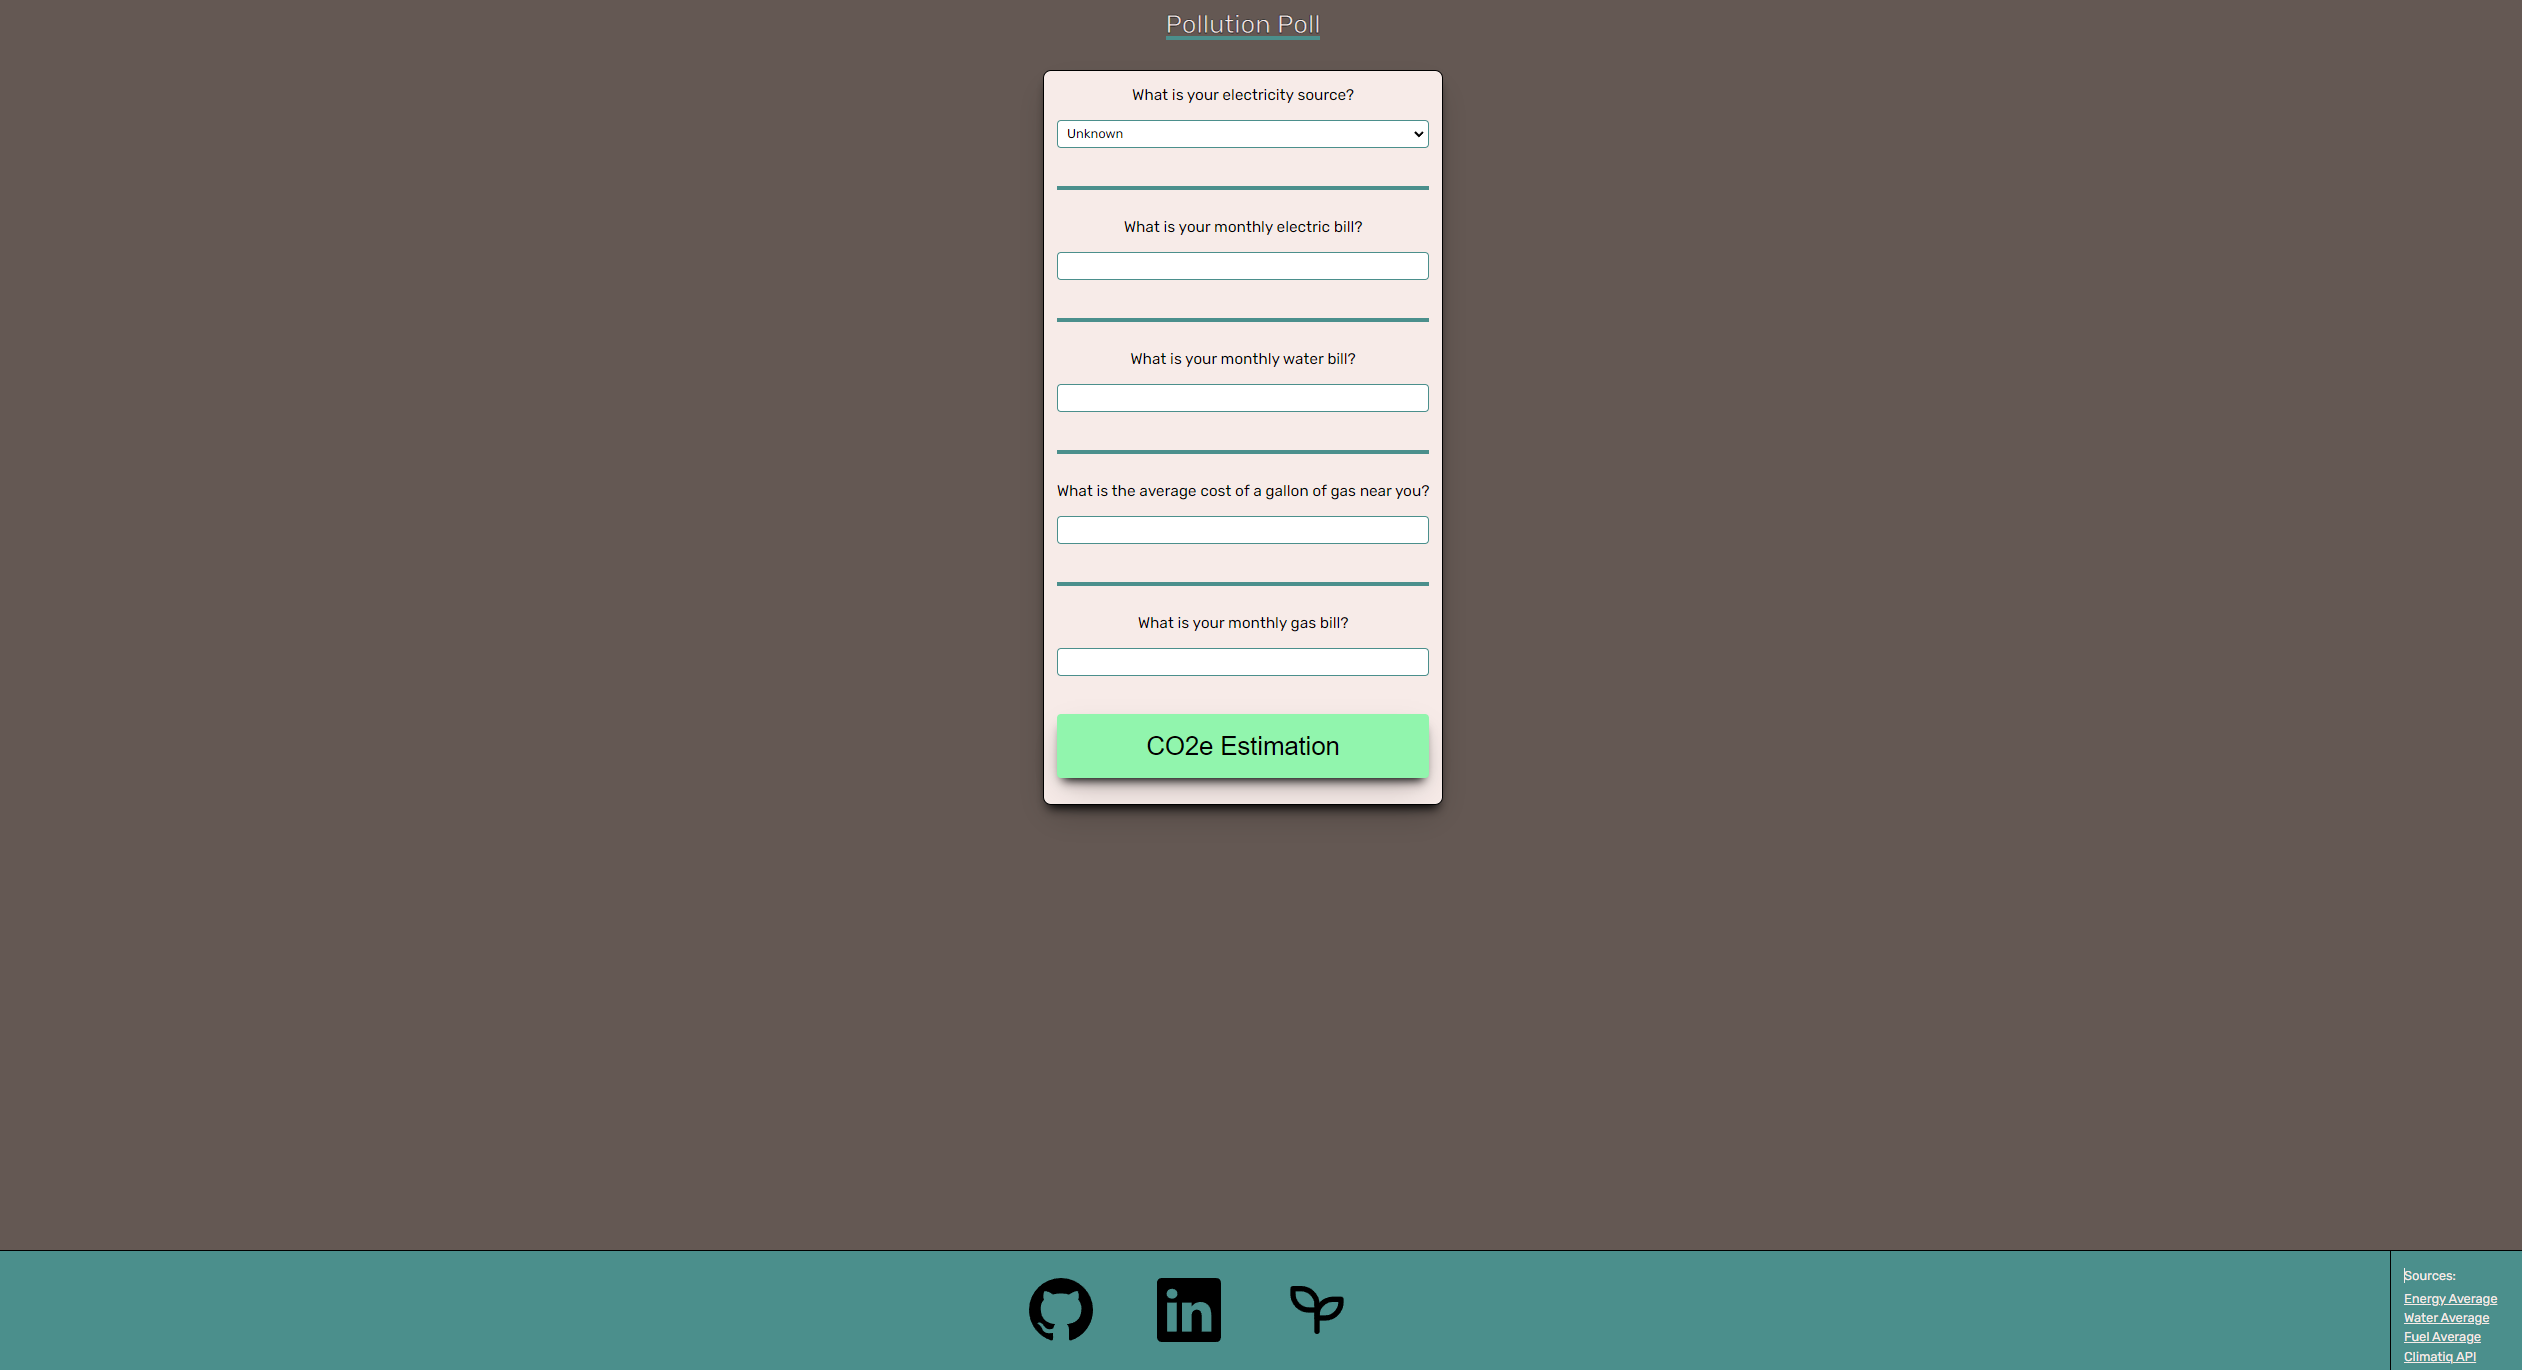 Pollution Poll
What is your electricity source?
Unknown
What is your monthly electric bill?
What is your monthly water bill?
What is the average cost of a gallon of gas near you?
What is your monthly gas bill?
CO2e Estimation
in
Sources:
Energy Average
Water Average
Fuel Average
Climatiq API